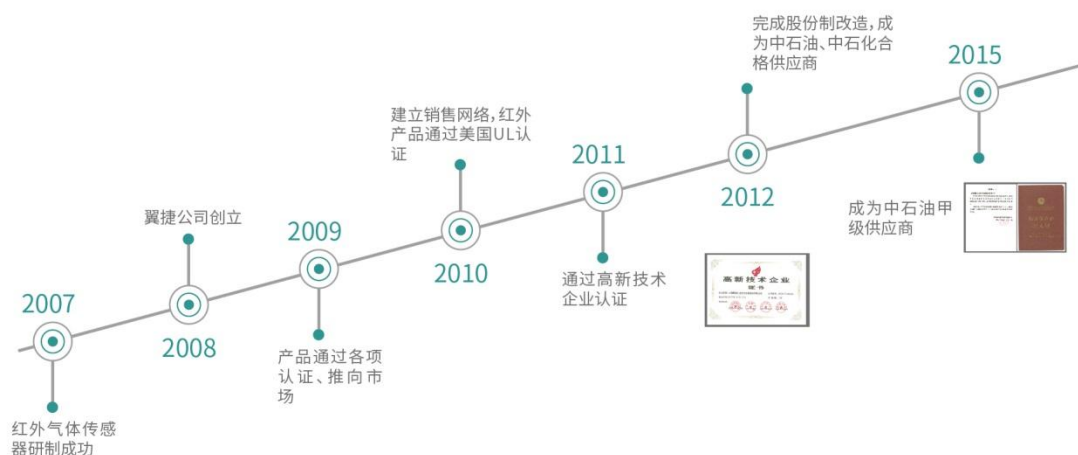 2007
红外气体传感
器研制成功
翼捷公司创立
2008
2009
产品通过各项
认证、推向市
场
建立销售网络,红外
产品通过美国UL认
证
2010
2011
通过高新技术
企业认证
完成股份制改造，成
为中石油、中石化合
格供应商
2012
高新技术企业
证书
2015
成为中石油甲
级供应商